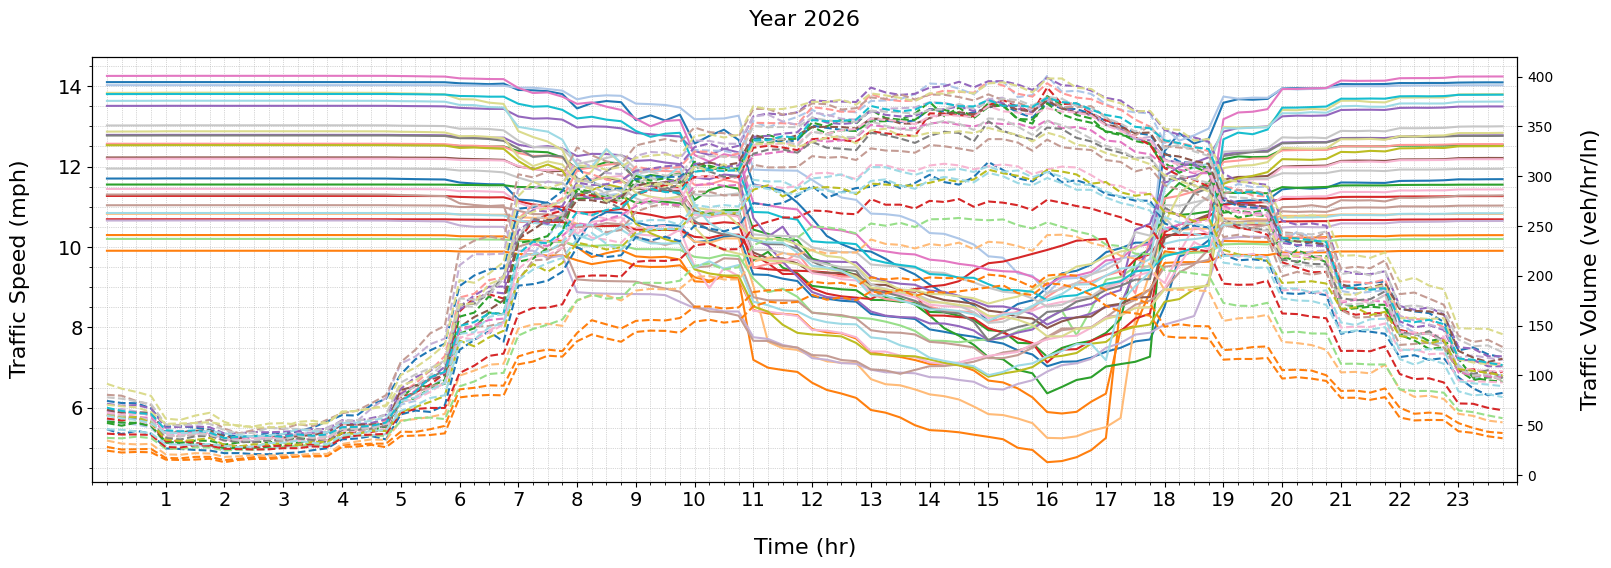 Year 2026
Traffic Speed (mph)
14
12
10
8
6
400
350
300
250
200
150
100
50
0
Traffic Volume (veh/hr/ln)
1 2 3 4 5 6 7 8 9 10 11 12 13 14 15 16 17 18 19 20 21 22 23
Time (hr)